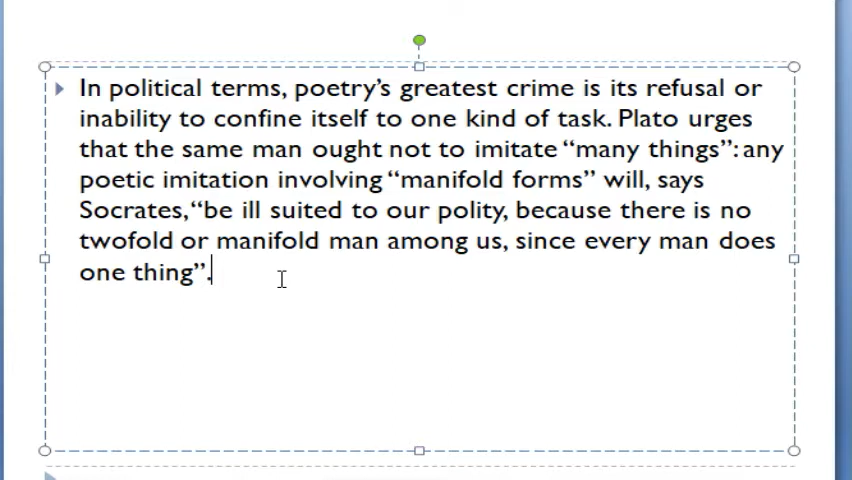 In political terms, poetry’s greatest crime is its refusal or
inability to confine itself to one kind of task. Plato urges
that the same man ought not to imitate “many things”: any
poetic imitation involving “manifold forms” will, says
Socrates, “be ill suited to our polity, because there is no
twofold or manifold man among us, since every man does
one thing”.